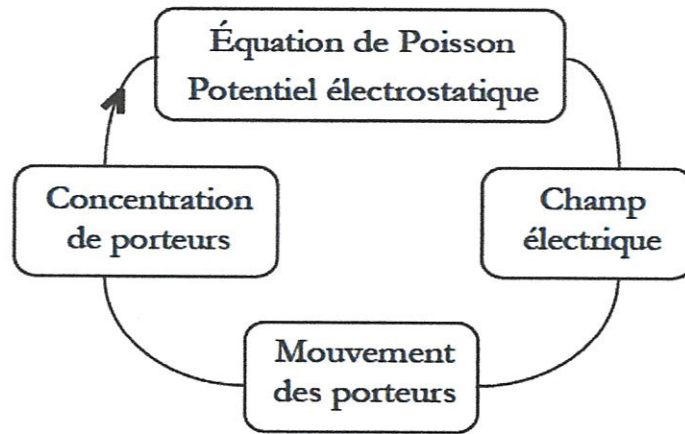 Équation de Poisson
Potentiel électrostatique
Concentration
de porteurs
Champ
électrique
Mouvement
des porteurs